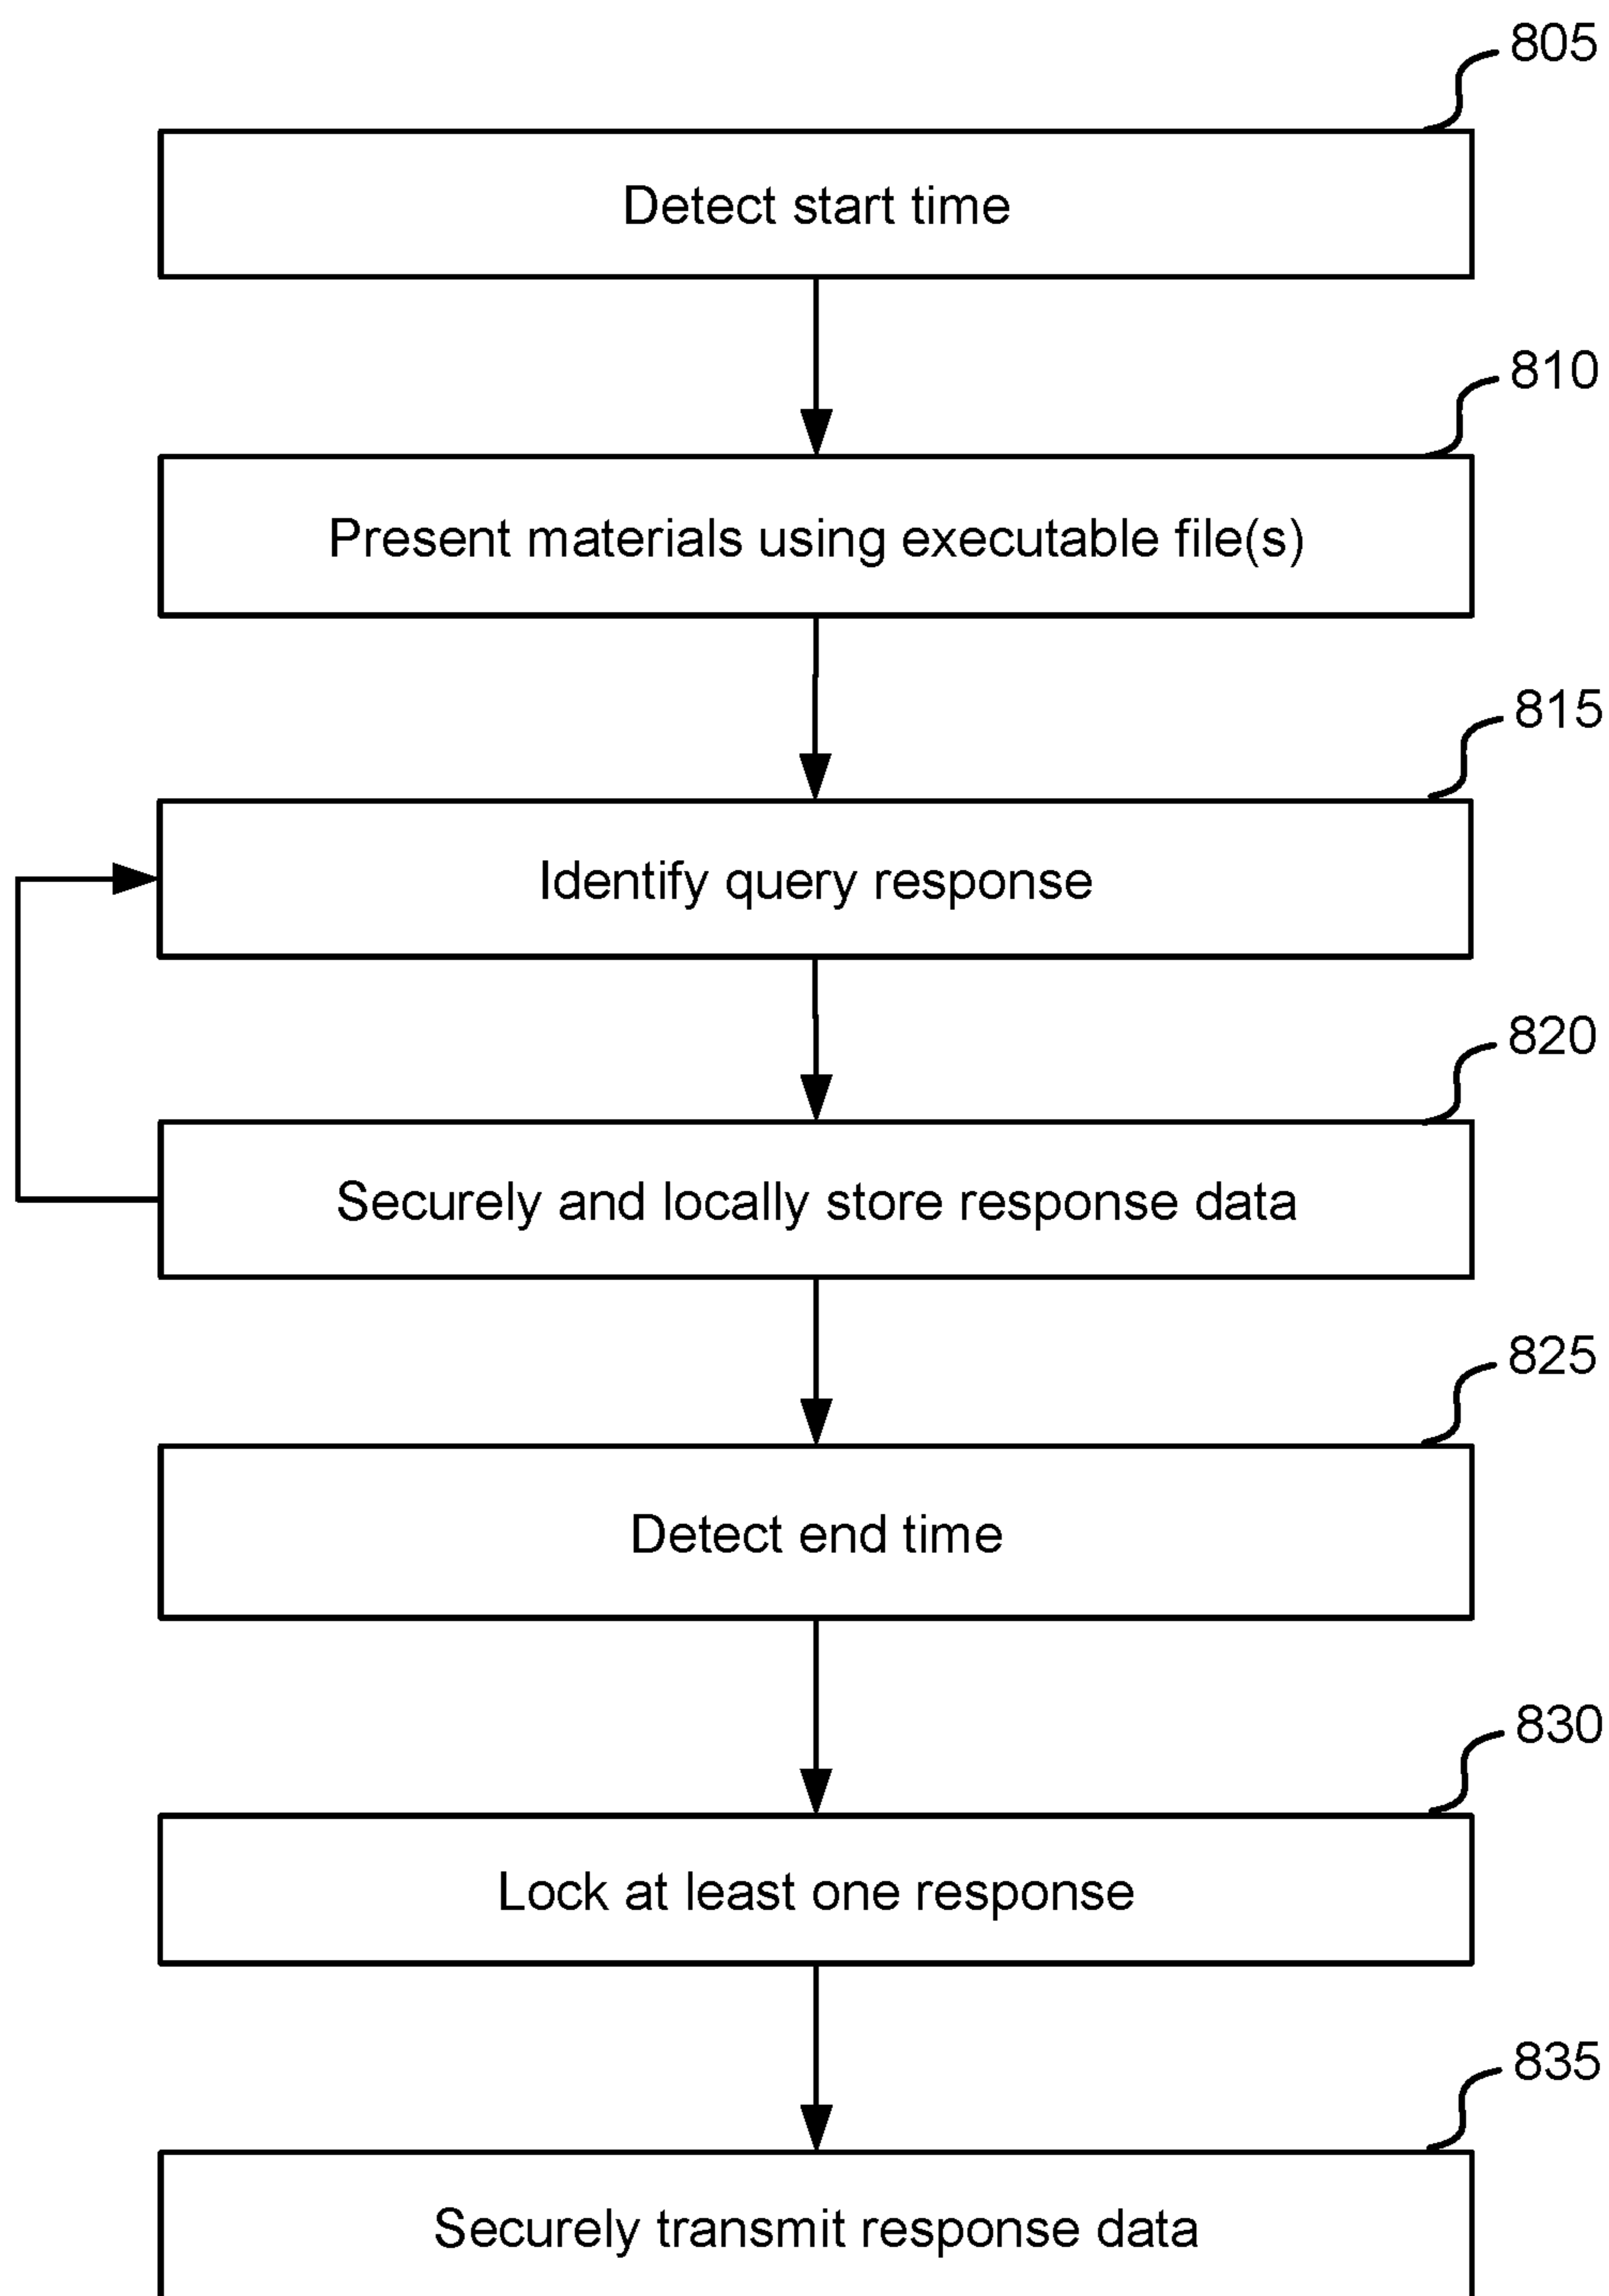 805
Detect start time
810
Present materials using executable file(s)
815
Identify query response
820
Securely and locally store response data
825
Detect end time
830
Lock at least one response
835
Securely transmit response data